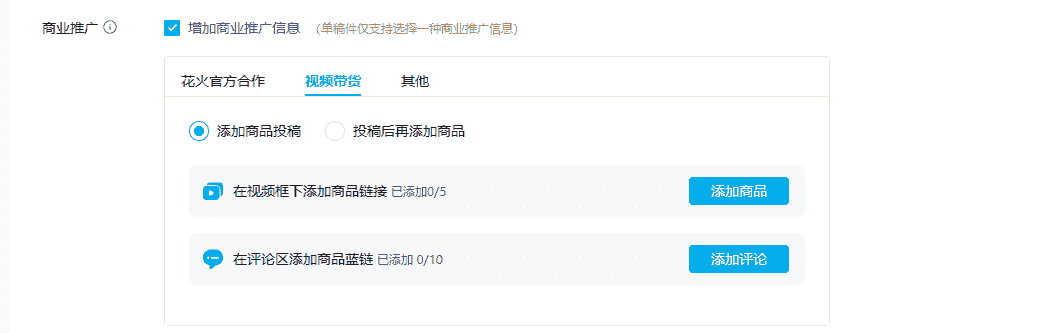 商业推广 增加商业推广信息 (单稿件仅支持选择一种商业推广信息)
花火官方合作 视频带货 其他
添加商品投稿 投稿后再添加商品
在视频框下添加商品链接 已添加0/5 添加商品
在评论区添加商品蓝链 已添加 0/10 添加评论